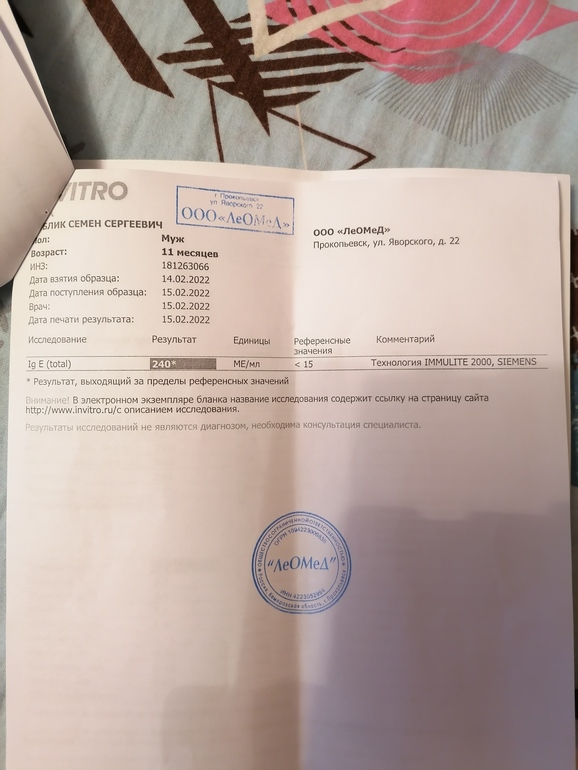 VITRO
г Прокопьевск
ул Яворского 22
ООО«ЛеОМеД»
БЛИК СЕМЕН СЕРГЕЕВИЧ
ООО «ЛеОМеД»
Прокопьевск, ул. Яворского, д. 22
Пол: Муж
Возраст: 11 месяцев
ИНЗ: 181263066
Дата взятия образца: 14.02.2022
Дата поступления образца: 15.02.2022
Врач: 15.02.2022
Дата печати результата: 15.02.2022
Исследование Результат Единицы Референсные значения Комментарий
Ig E (total) 240* МЕ/мл < 15 Технология IMMULITE 2000, SIEMENS
* Результат, выходящий за пределы референсных значений
Внимание! В электронном экземпляре бланка название исследования содержит ссылку на страницу сайта
http://www.invitro.ru/с описанием исследования.
Результаты исследований не являются диагнозом, необходима консультация специалиста.
"ЛеОМеД"